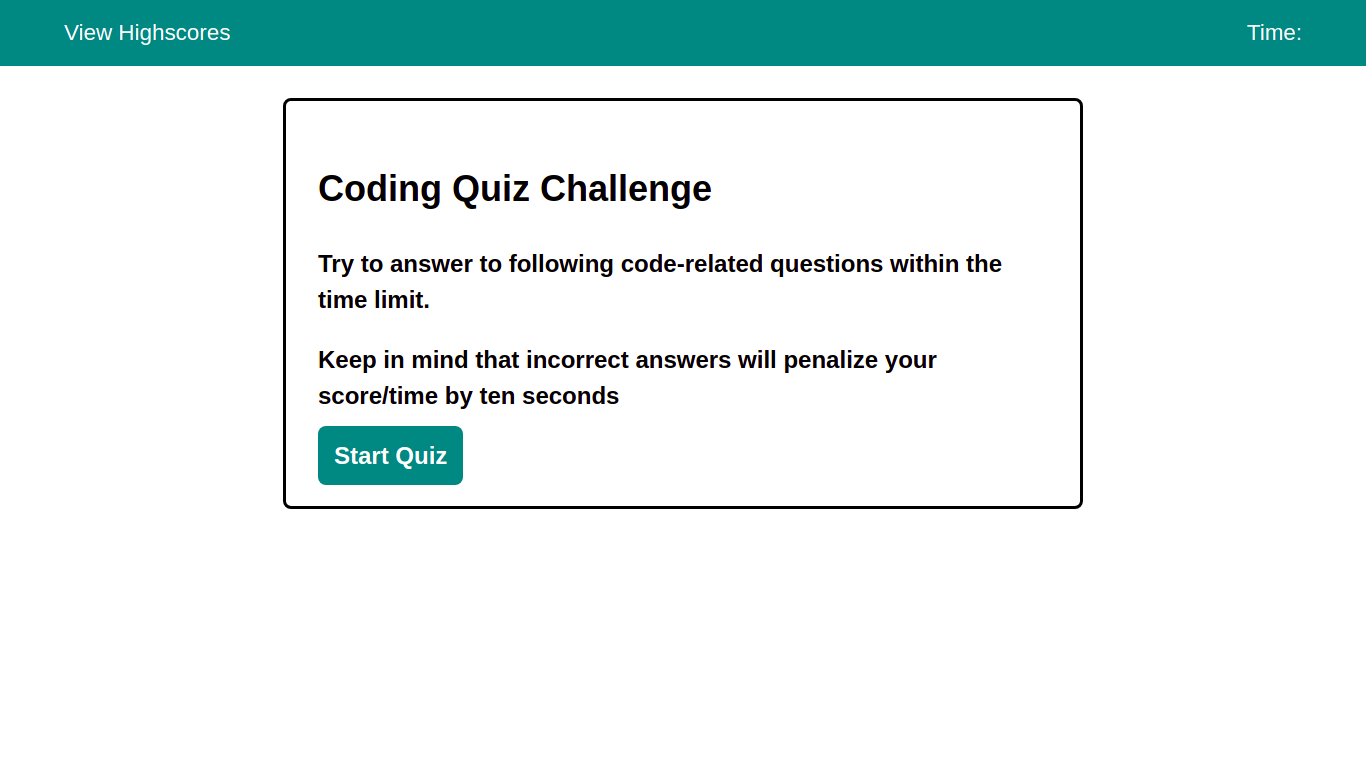 View Highscores
Time:
Coding Quiz Challenge
Try to answer to following code-related questions within the
time limit.
Keep in mind that incorrect answers will penalize your
score/time by ten seconds
Start Quiz